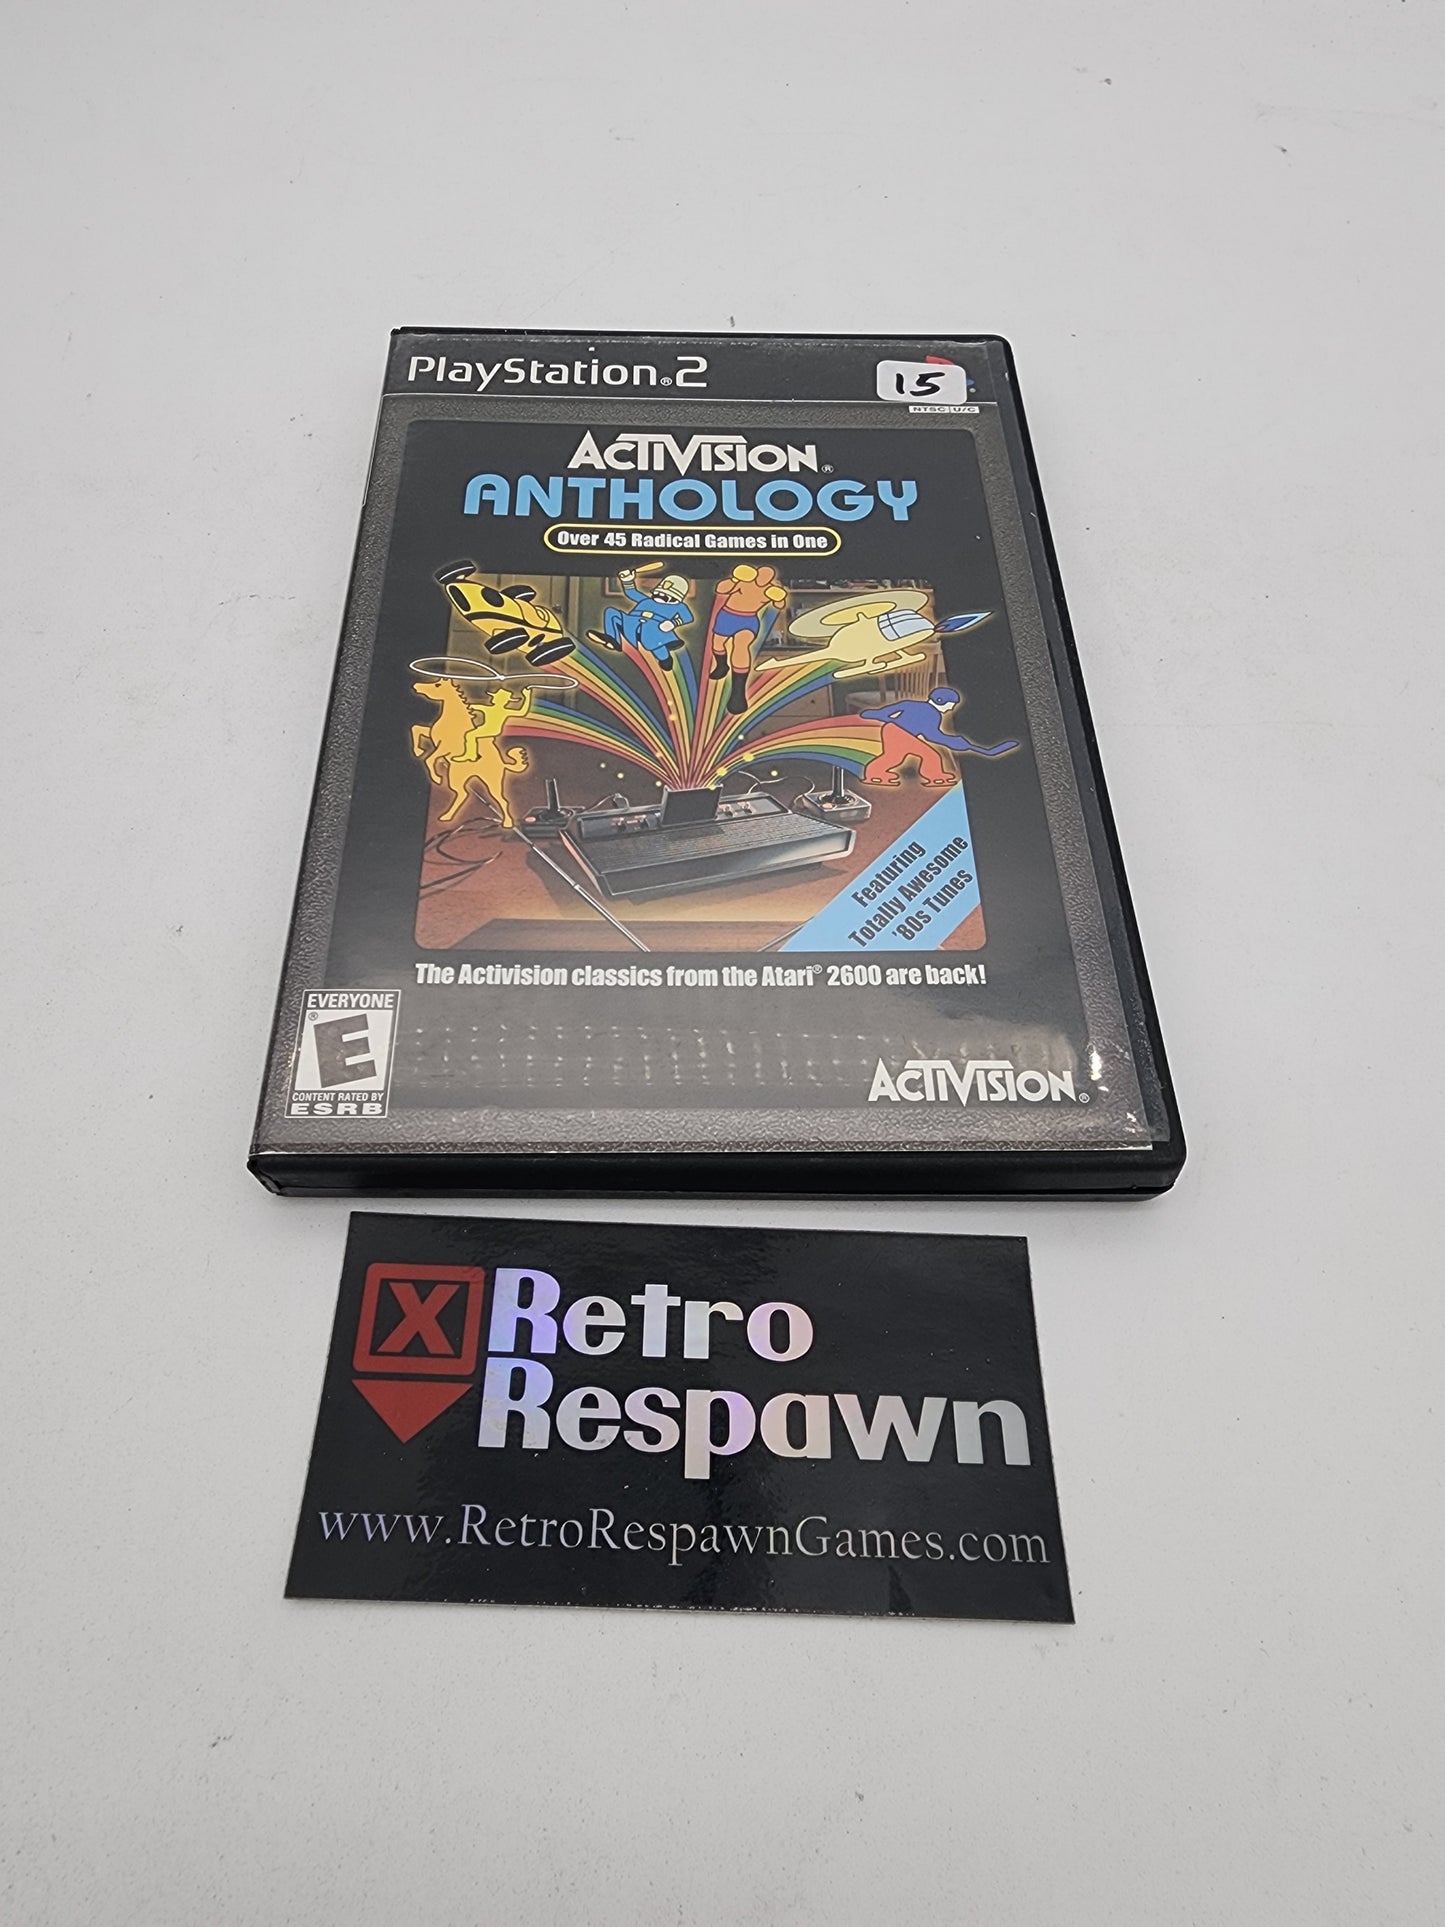 PlayStation®2
15
NTSC U/C
ACTIVISION®
ANTHOLOGY
Over 45 Radical Games in One
Featuring
Totally Awesome
'80s Tunes
The Activision classics from the Atari® 2600 are back!
EVERYONE
®
E
CONTENT RATED BY
ESRB
ACTIVISION®
X
Retro
Respawn
www.RetroRespawnGames.com